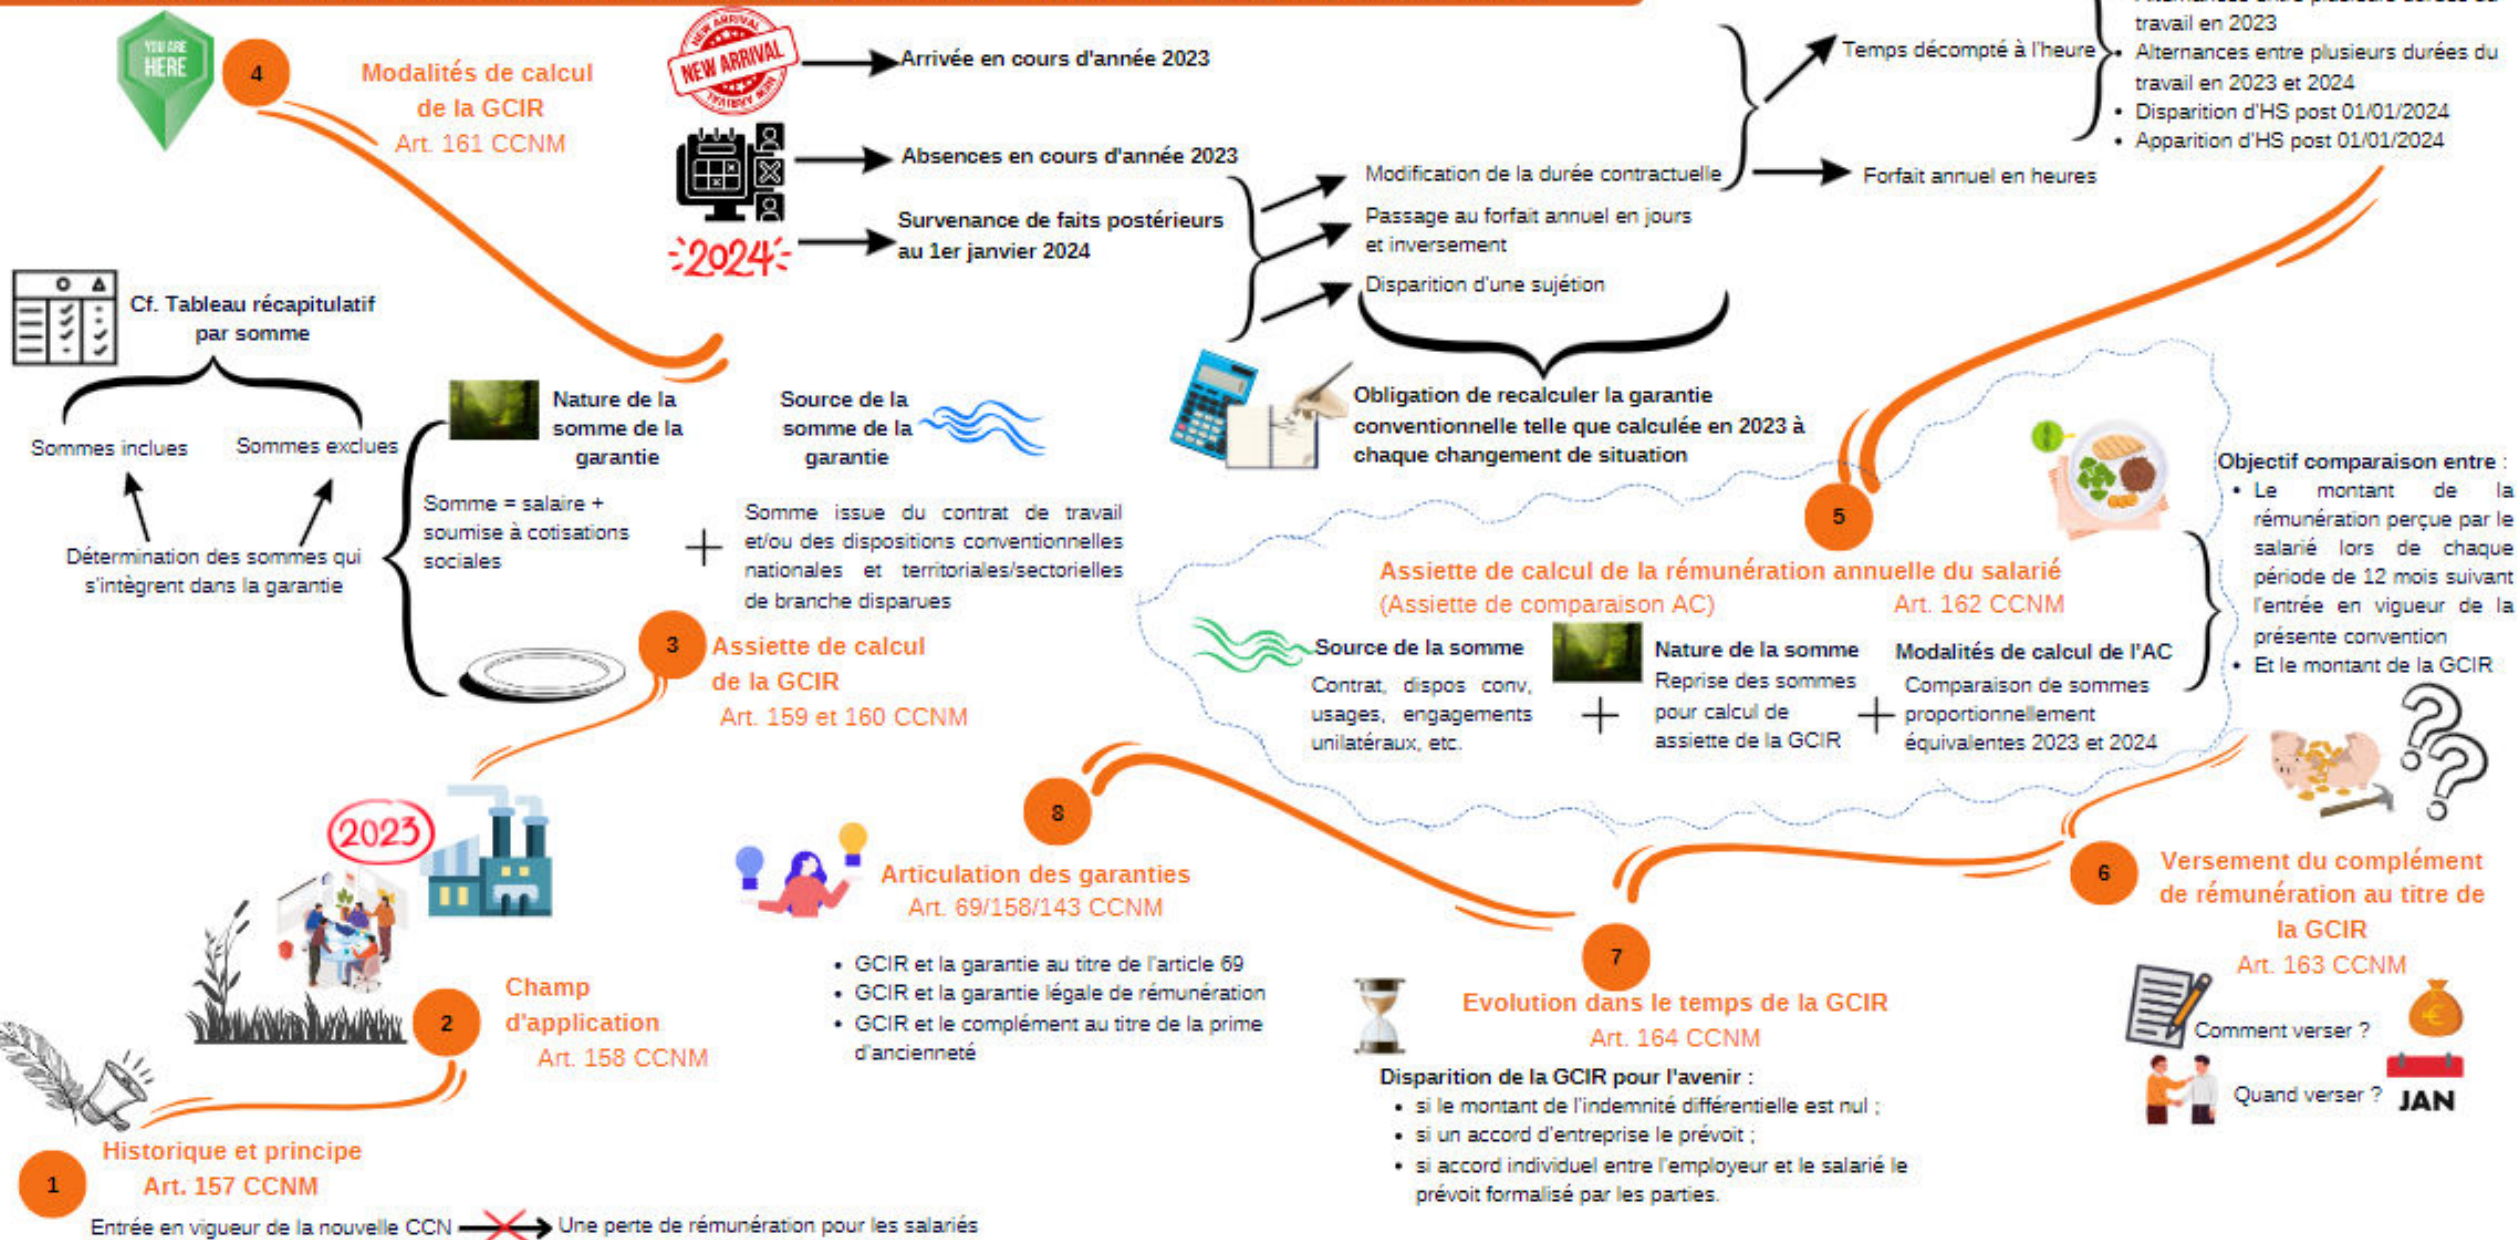 YOU ARE
HERE
4
Modalités de calcul
de la GCIR
Art. 161 CCNM
NEW ARRIVAL
Arrivée en cours d'année 2023
Absences en cours d'année 2023
2024
Survenance de faits postérieurs
au 1er janvier 2024
Modification de la durée contractuelle
Passage au forfait annuel en jours
et inversement
Disparition d'une sujétion
Temps décompté à l'heure
Forfait annuel en heures
travail en 2023
• Alternances entre plusieurs durées du
travail en 2023 et 2024
• Disparition d'HS post 01/01/2024
• Apparition d'HS post 01/01/2024
Obligation de recalculer la garantie
conventionnelle telle que calculée en 2023 à
chaque changement de situation
Cf. Tableau récapitulatif
par somme
Sommes inclues
Sommes exclues
Détermination des sommes qui
s'intègrent dans la garantie
Nature de la
somme de la
garantie
Somme = salaire +
soumise à cotisations
sociales
+
Source de la
somme de la
garantie
Somme issue du contrat de travail
et/ou des dispositions conventionnelles
nationales et territoriales/sectorielles
de branche disparues
3
Assiette de calcul
de la GCIR
Art. 159 et 160 CCNM
5
Assiette de calcul de la rémunération annuelle du salarié
(Assiette de comparaison AC) Art. 162 CCNM
Source de la somme
Contrat, dispos conv,
usages, engagements
unilatéraux, etc.
+
Nature de la somme
Reprise des sommes
pour calcul de
assiette de la GCIR
+
Modalités de calcul de l'AC
Comparaison de sommes
proportionnellement
équivalentes 2023 et 2024
Objectif comparaison entre :
• Le montant de la
rémunération perçue par le
salarié lors de chaque
période de 12 mois suivant
l'entrée en vigueur de la
présente convention
• Et le montant de la GCIR
??
2023
2
Champ
d'application
Art. 158 CCNM
8
Articulation des garanties
Art. 69/158/143 CCNM
• GCIR et la garantie au titre de l'article 69
• GCIR et la garantie légale de rémunération
• GCIR et le complément au titre de la prime
d'ancienneté
7
Evolution dans le temps de la GCIR
Art. 164 CCNM
Disparition de la GCIR pour l'avenir :
• si le montant de l'indemnité différentielle est nul ;
• si un accord d'entreprise le prévoit ;
• si accord individuel entre l'employeur et le salarié le
prévoit formalisé par les parties.
6
Versement du complément
de rémunération au titre de
la GCIR
Art. 163 CCNM
Comment verser ?
€
Quand verser ?
JAN
1
Historique et principe
Art. 157 CCNM
Entrée en vigueur de la nouvelle CCN
Une perte de rémunération pour les salariés